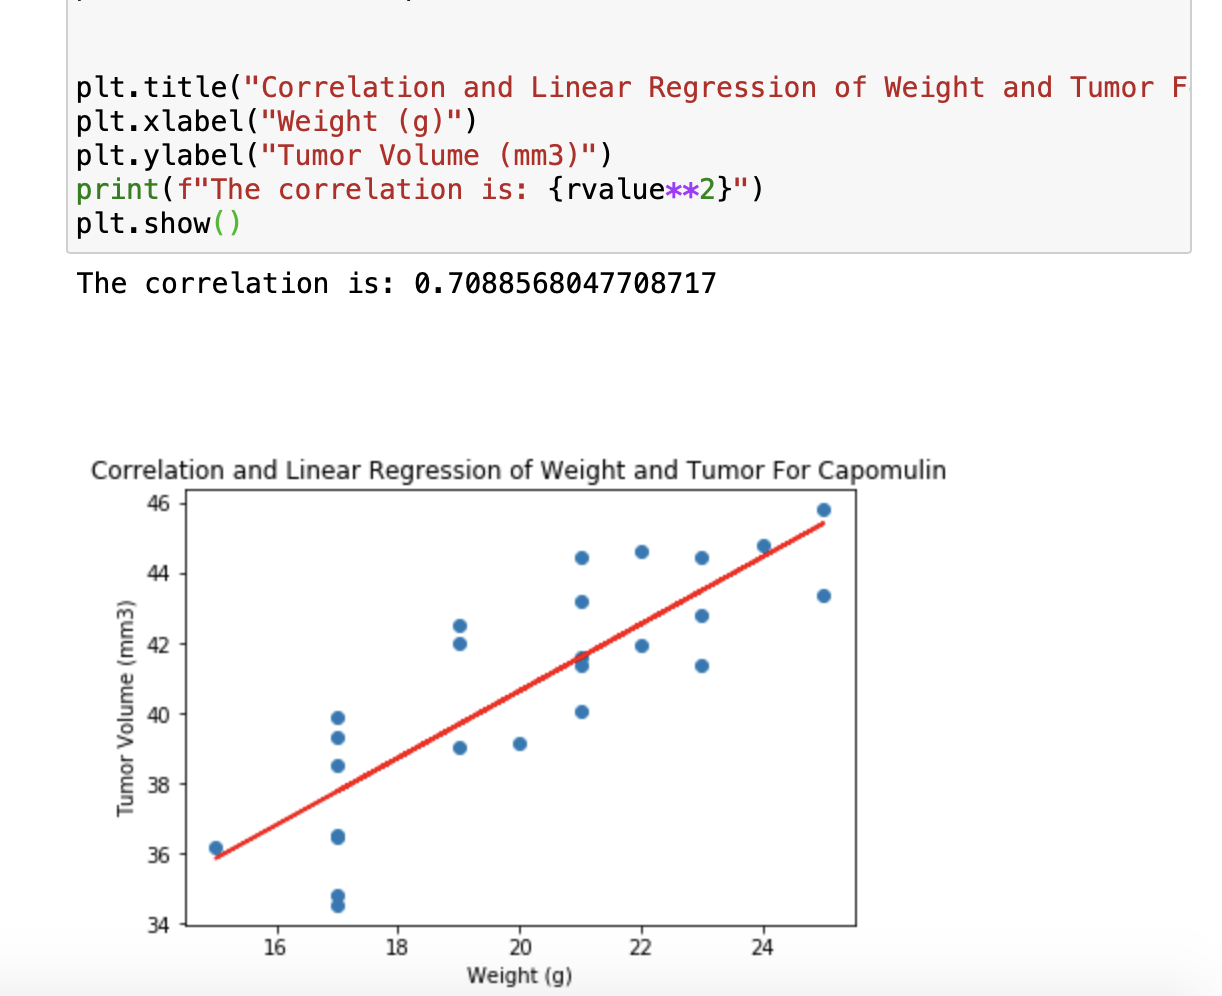 plt.title("Correlation and Linear Regression of Weight and Tumor F
plt.xlabel("Weight (g)")
plt.ylabel("Tumor Volume (mm3)")
print(f"The correlation is: {rvalue**2}")
plt.show()
The correlation is: 0.7088568047708717
Correlation and Linear Regression of Weight and Tumor For Capomulin
46
44
42
40
38
36
34
Tumor Volume (mm3)
16 18 20 22 24
Weight (g)